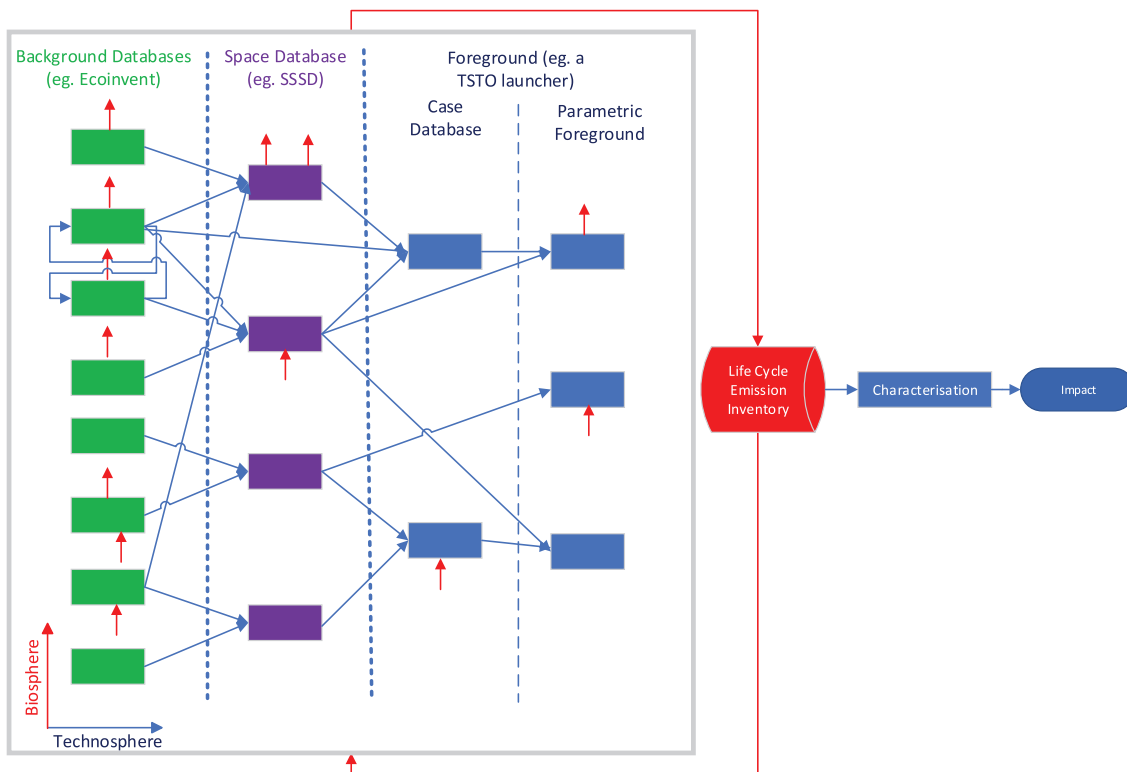 Background Databases
(eg. Ecoinvent)
Space Database
(eg. SSSD)
Foreground (eg. a
TSTO launcher)
Case
Database
Parametric
Foreground
Life Cycle
Emission
Inventory
Characterisation
Impact
Biosphere
Technosphere